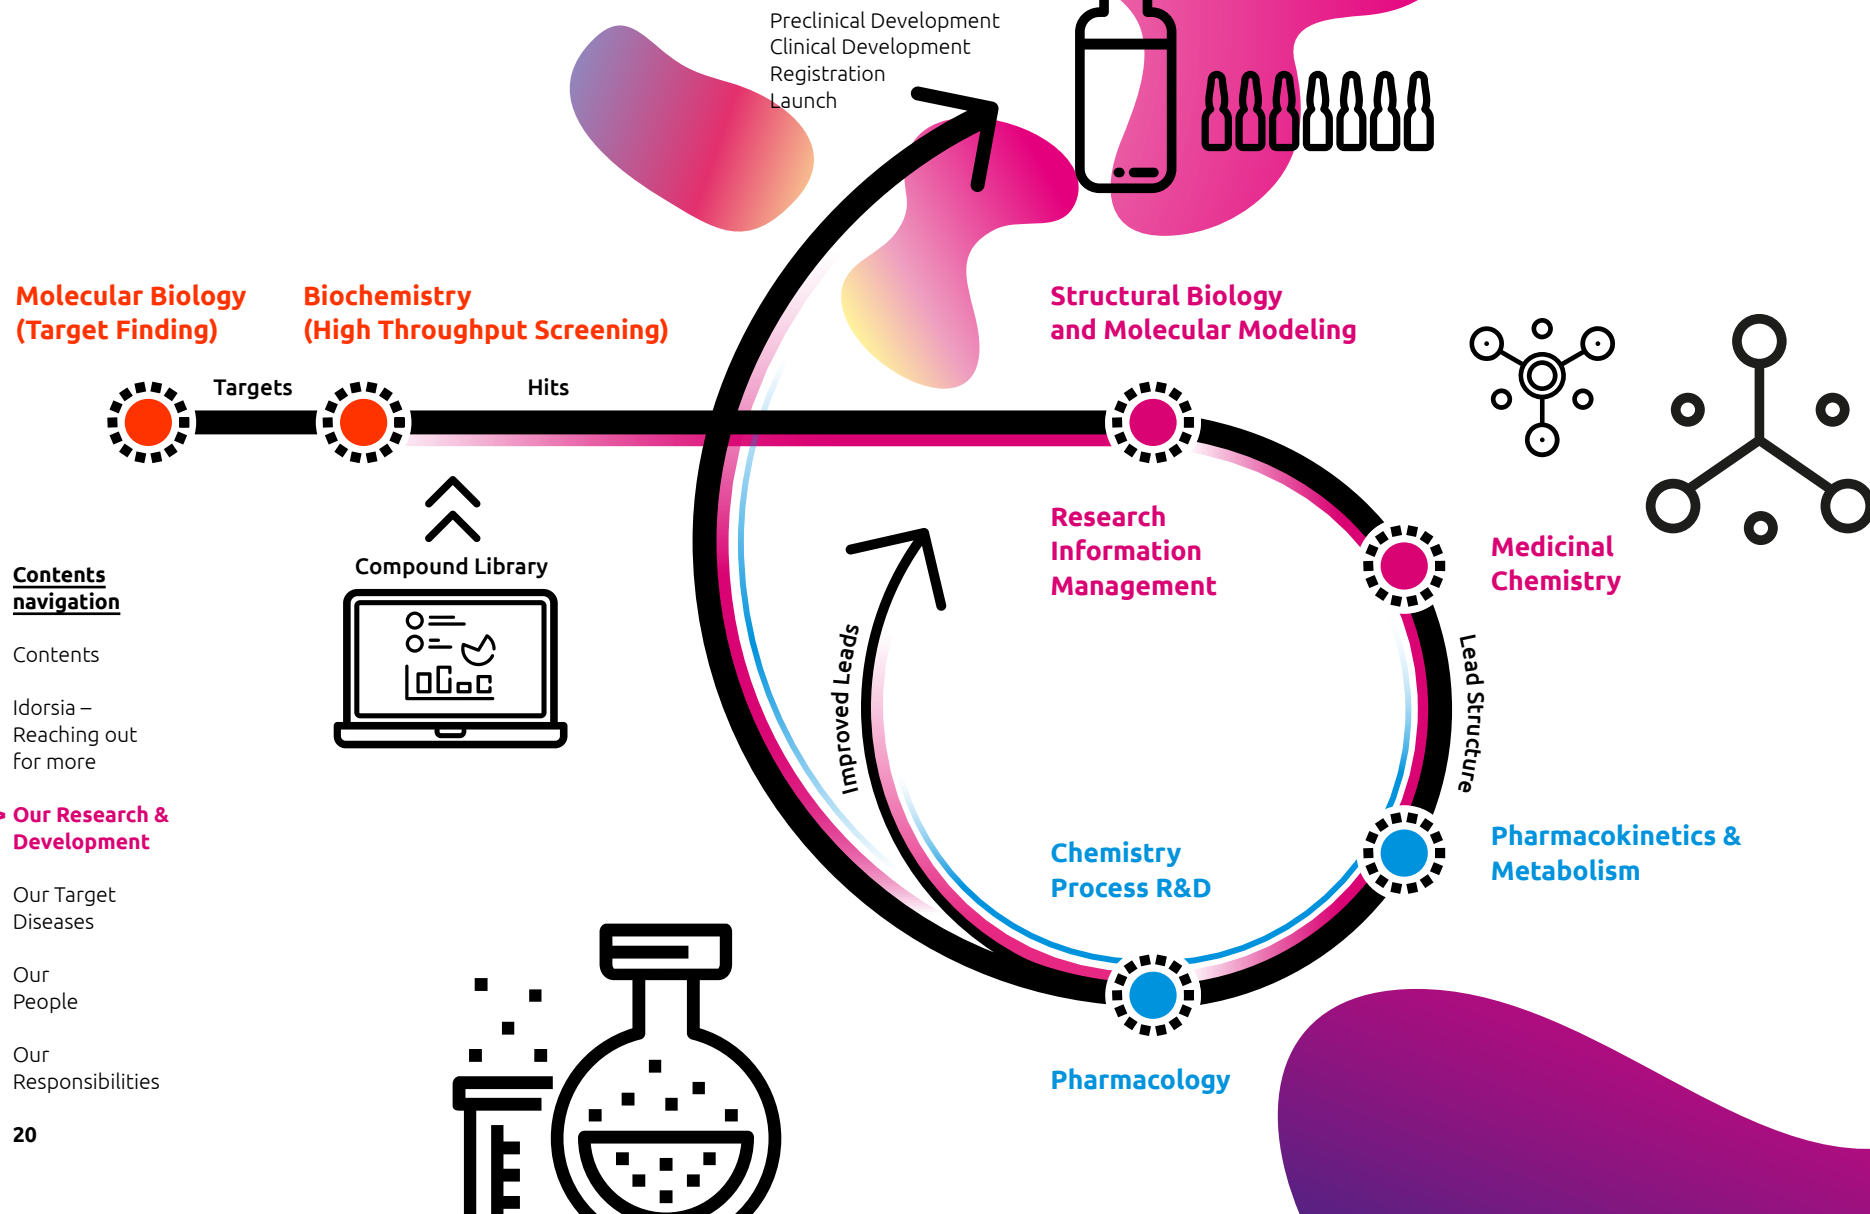 Preclinical Development
Clinical Development
Registration
Launch
Molecular Biology
(Target Finding)
Biochemistry
(High Throughput Screening)
Structural Biology
and Molecular Modeling
Targets
Hits
Research
Information
Management
Medicinal
Chemistry
Compound Library
Improved Leads
Lead Structure
Chemistry
Process R&D
Pharmacokinetics &
Metabolism
Pharmacology
Contents
navigation
Contents
Idorsia –
Reaching out
for more
Our Research &
Development
Our Target
Diseases
Our
People
Our
Responsibilities
20